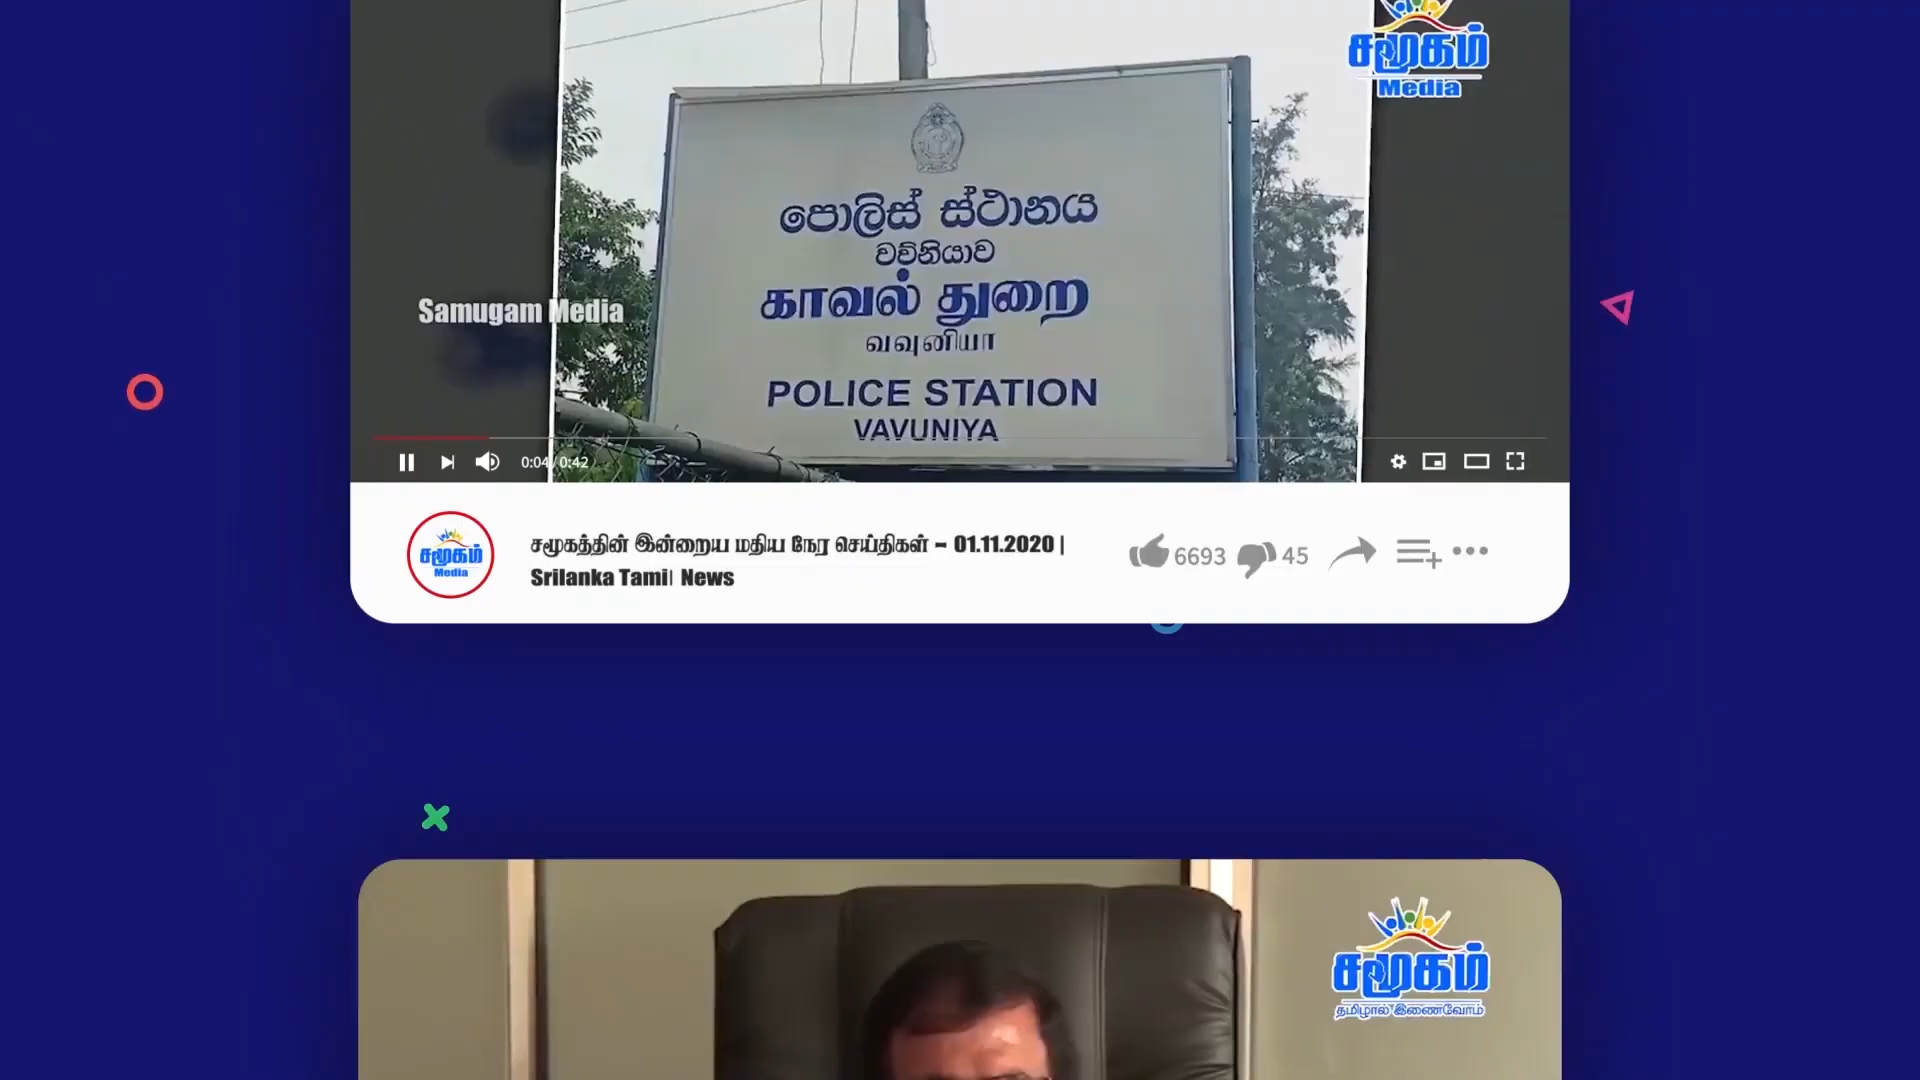 சமூகம்
Media
පොලිස් ස්ථානය
වව්නියාව
காவல் துறை
வவுனியா
POLICE STATION
VAVUNIYA
Samugam Media
0:04/0:42
சமூகம்
Media
சமூகத்தின் இன்றைய மதிய நேர செய்திகள் – 01.11.2020 |
Srilanka Tamil News
6693
45
சமூகம்
தமிழால் இணைவோம்